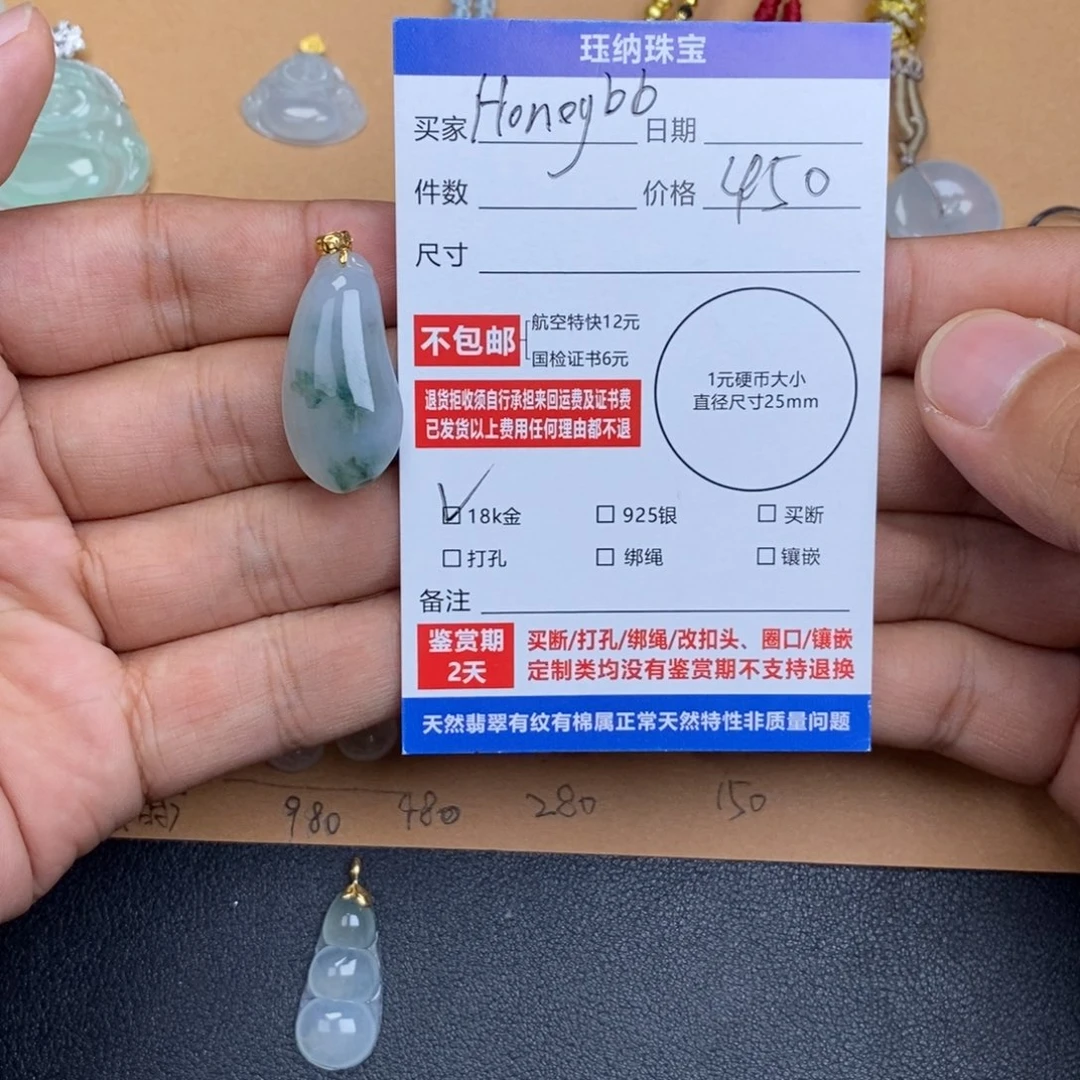 珏纳珠宝
买家 Honeybb 日期
件数 价格 450
尺寸
不包邮
航空特快12元
国检证书6元
退货拒收须自行承担来回运费及证书费
已发货以上费用任何理由都不退
1元硬币大小
直径尺寸25mm
18k金 925银 买断
打孔 绑绳 镶嵌
备注
鉴赏期
2天
买断/打孔/绑绳/改扣头、圈口/镶嵌
定制类均没有鉴赏期不支持退换
天然翡翠有纹有棉属正常天然特性非质量问题
980 480 280 150